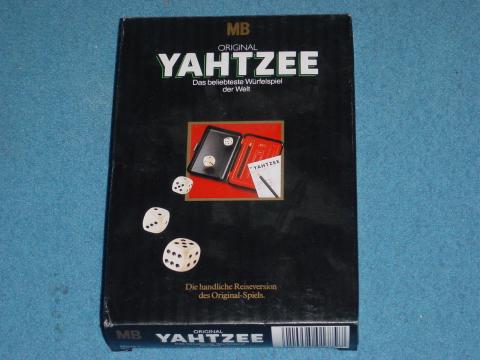 MB
ORIGINAL
YAHTZEE
Das beliebteste Würfelspiel
der Welt
YAHTZEE
Die handliche Reiseversion
des Original-Spiels.
MB
ORIGINAL
YAHTZEE